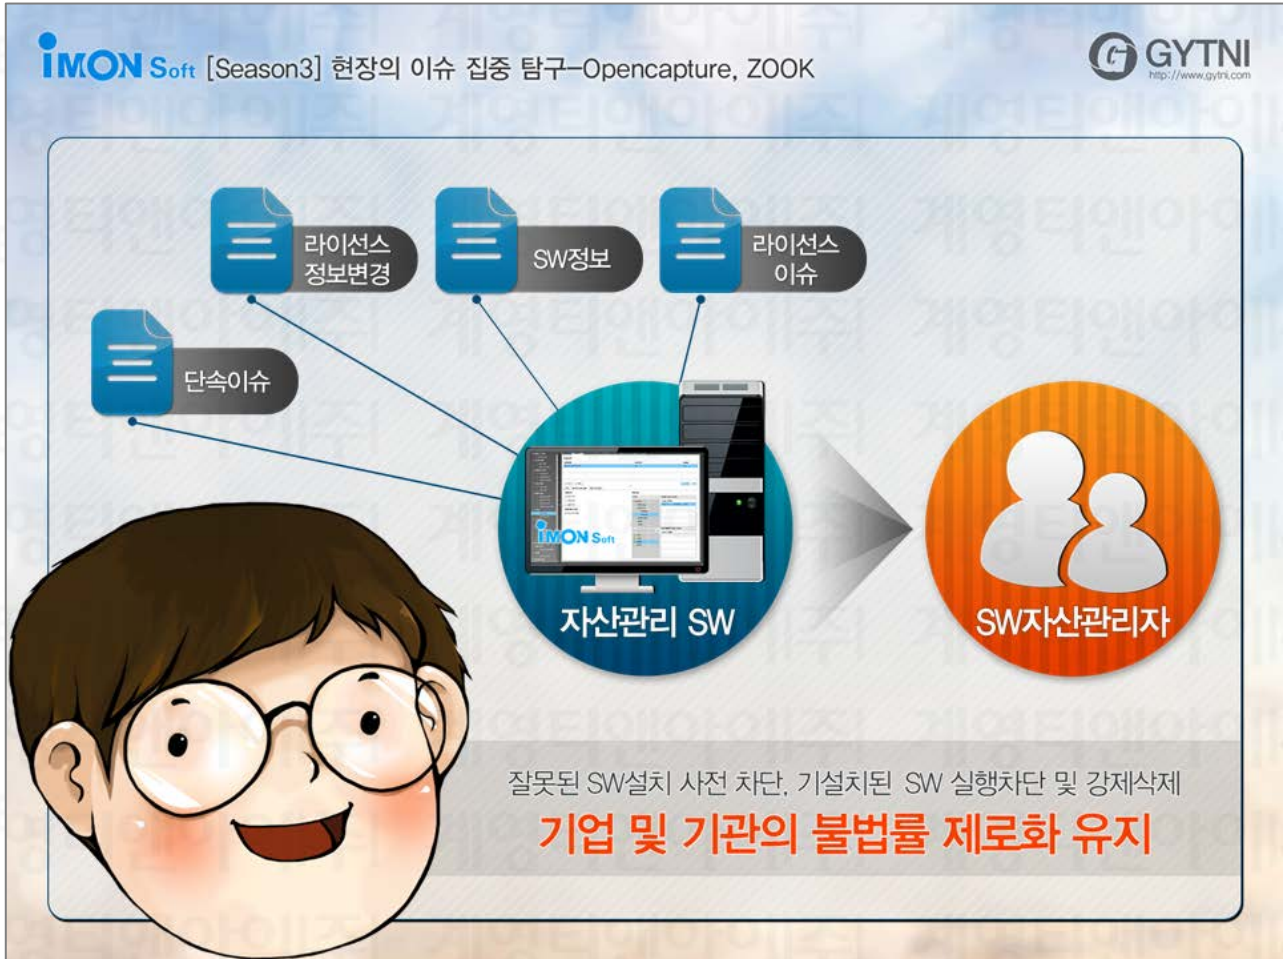 iMON Soft [Season3] 현장의 이슈 집중 탐구-Opencapture, ZOOK
GYTNI
http://www.gytni.com
라이선스
정보변경
SW정보
라이선스
이슈
단속이슈
iMON Soft
자산관리 SW
SW자산관리자
잘못된 SW설치 사전 차단, 기설치된 SW 실행차단 및 강제삭제
기업 및 기관의 불법률 제로화 유지